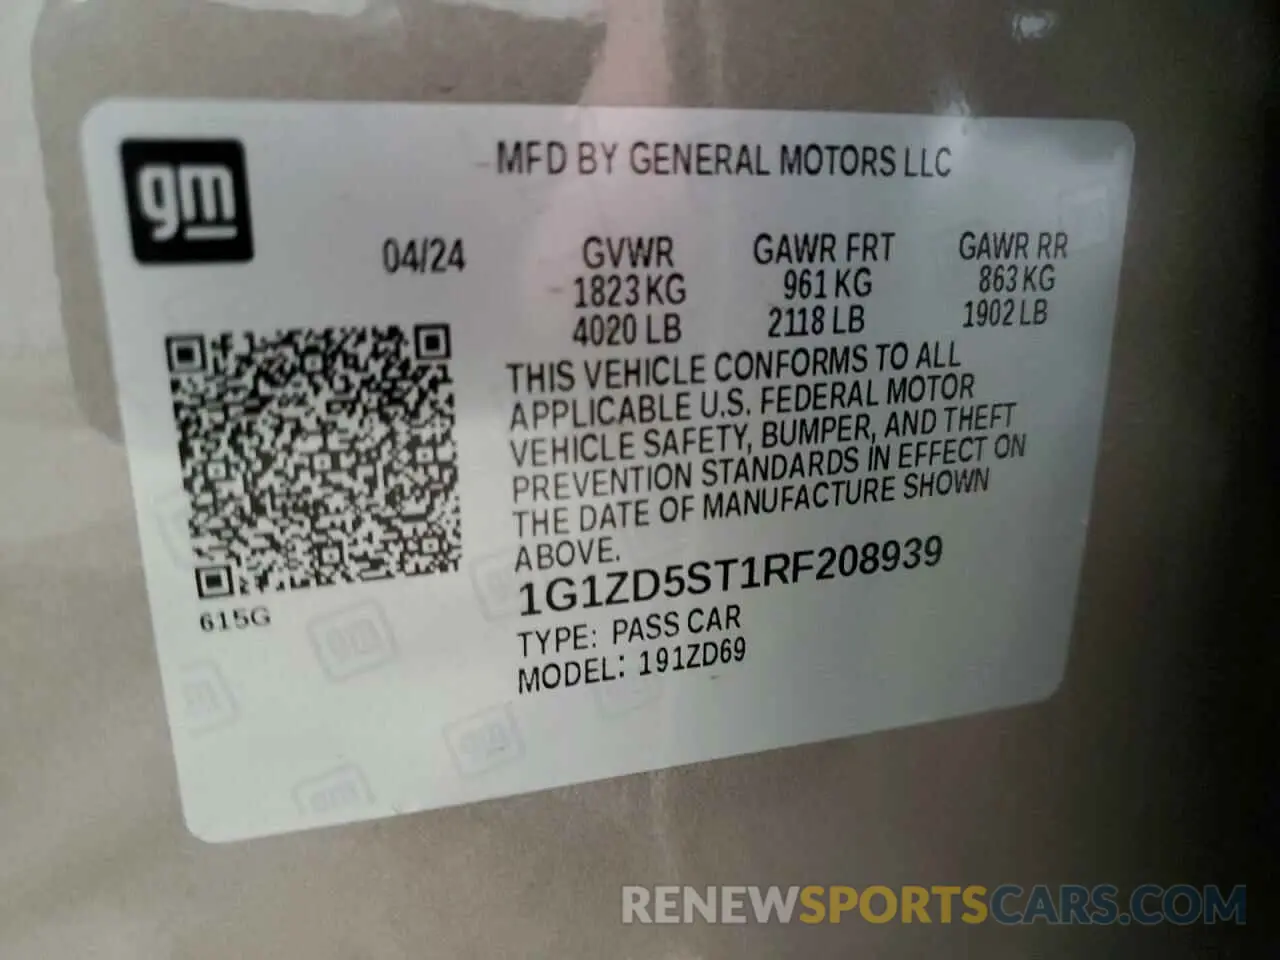 gm
MFD BY GENERAL MOTORS LLC
04/24 GVWR GAWR FRT GAWR RR
1823 KG 961 KG 863 KG
4020 LB 2118 LB 1902 LB
THIS VEHICLE CONFORMS TO ALL
APPLICABLE U.S. FEDERAL MOTOR
VEHICLE SAFETY, BUMPER, AND THEFT
PREVENTION STANDARDS IN EFFECT ON
THE DATE OF MANUFACTURE SHOWN
ABOVE.
1G1ZD5ST1RF208939
615G
TYPE: PASS CAR
MODEL: 191ZD69
RENEWSPORTSCARS.COM